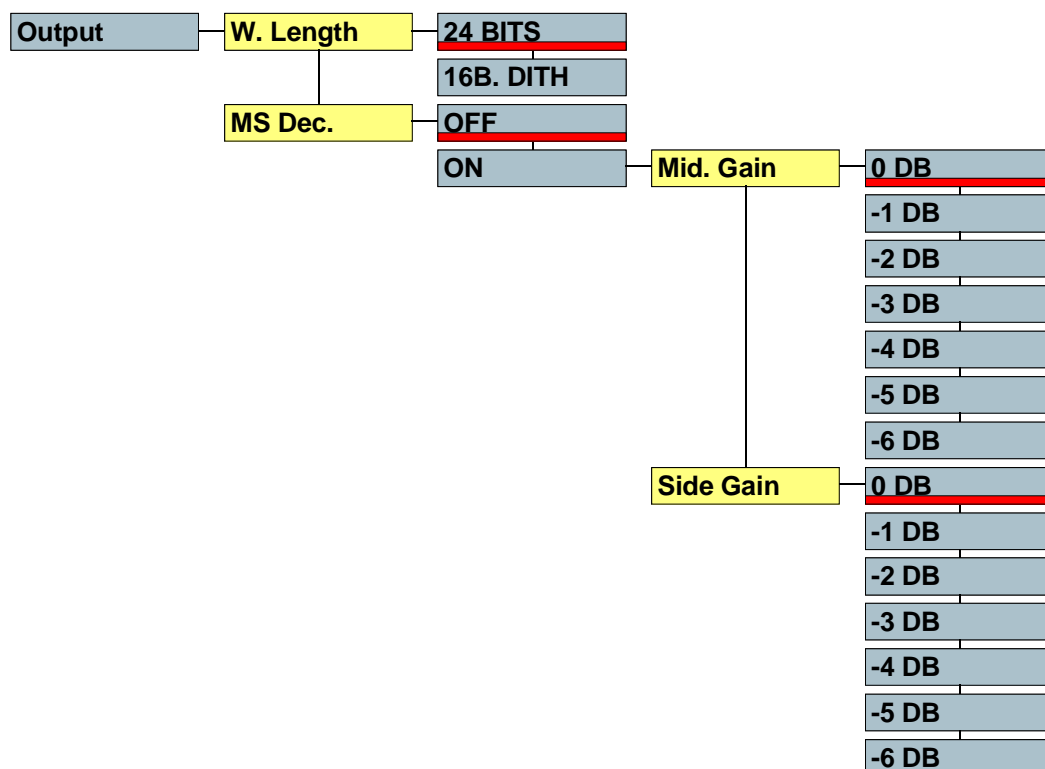 Output
W. Length
24 BITS
16B. DITH
MS Dec.
OFF
ON
Mid. Gain
0 DB
-1 DB
-2 DB
-3 DB
-4 DB
-5 DB
-6 DB
Side Gain
0 DB
-1 DB
-2 DB
-3 DB
-4 DB
-5 DB
-6 DB